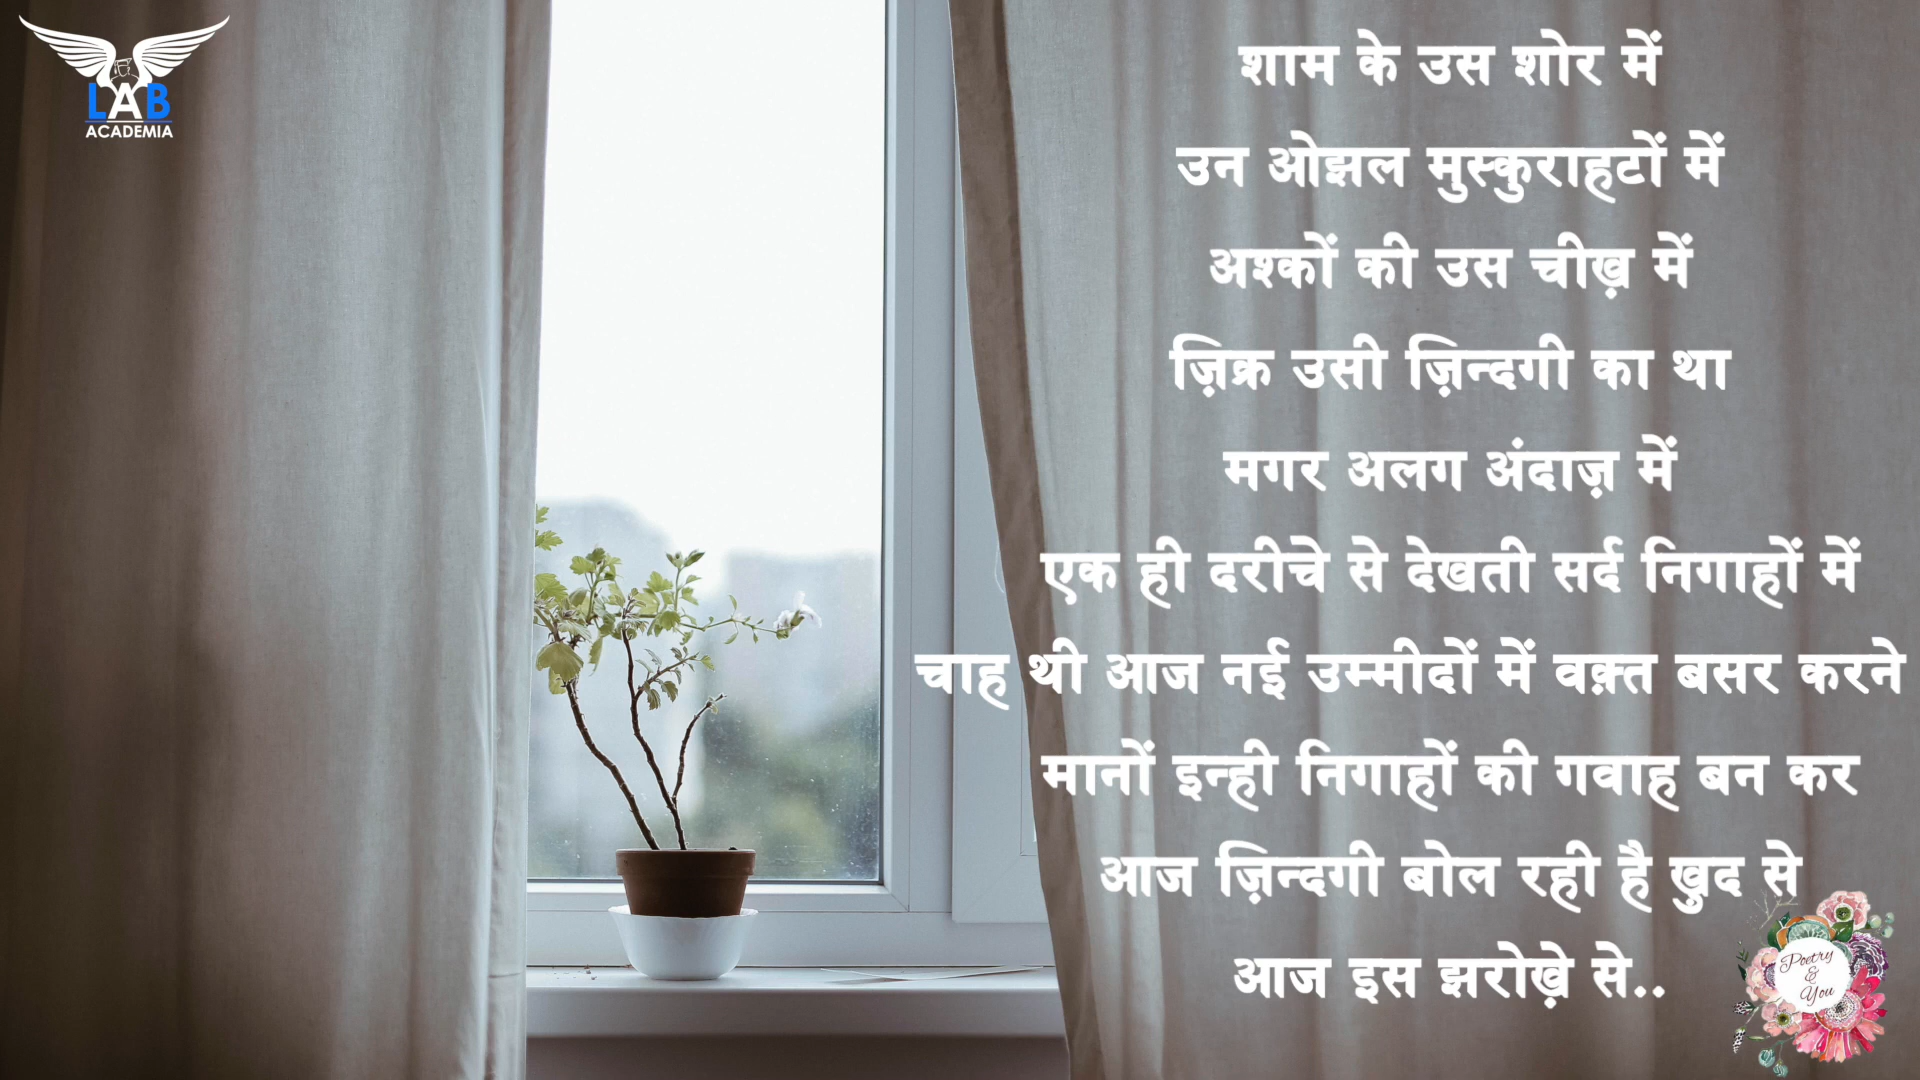 LAB
ACADEMIA
शाम के उस शोर में
उन ओझल मुस्कुराहटों में
अश्कों की उस चीख़ में
ज़िक्र उसी ज़िन्दगी का था
मगर अलग अंदाज़ में
एक ही दरीचे से देखती सर्द निगाहों में
चाह थी आज नई उम्मीदों में वक़्त बसर करने
मानों इन्ही निगाहों की गवाह बन कर
आज ज़िन्दगी बोल रही है खुद से
आज इस झरोख़े से..
Poetry
&
You